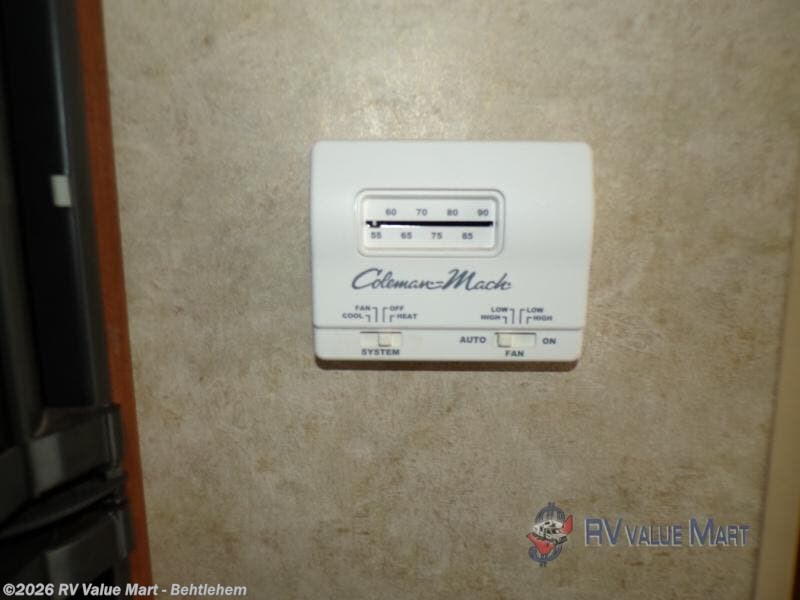 60 70 80 90
55 65 75 85
Coleman-Mach
FAN OFF
COOL HEAT
LOW LOW
HIGH HIGH
AUTO ON
SYSTEM FAN
RV VALUE MART
©2026 RV Value Mart - Behtlehem